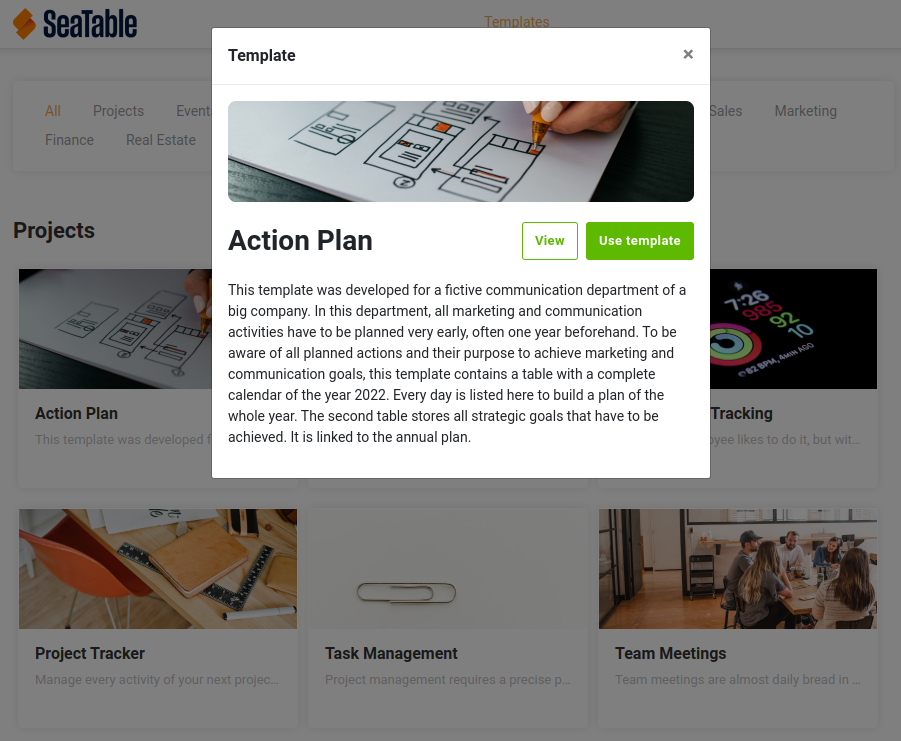 SeaTable
Templates
Template
×
All Projects Event Sales Marketing
Finance Real Estate
Projects
Action Plan
View
Use template
This template was developed for a fictive communication department of a
big company. In this department, all marketing and communication
activities have to be planned very early, often one year beforehand. To be
aware of all planned actions and their purpose to achieve marketing and
communication goals, this template contains a table with a complete
calendar of the year 2022. Every day is listed here to build a plan of the
whole year. The second table stores all strategic goals that have to be
achieved. It is linked to the annual plan.
7:26
985
92
10
82 BPM, 4MIN AGO
Action Plan
This template was developed f
Tracking
oyee likes to do it, but wit...
Project Tracker
Manage every activity of your next projec...
Task Management
Project management requires a precise p...
Team Meetings
Team meetings are almost daily bread in ...